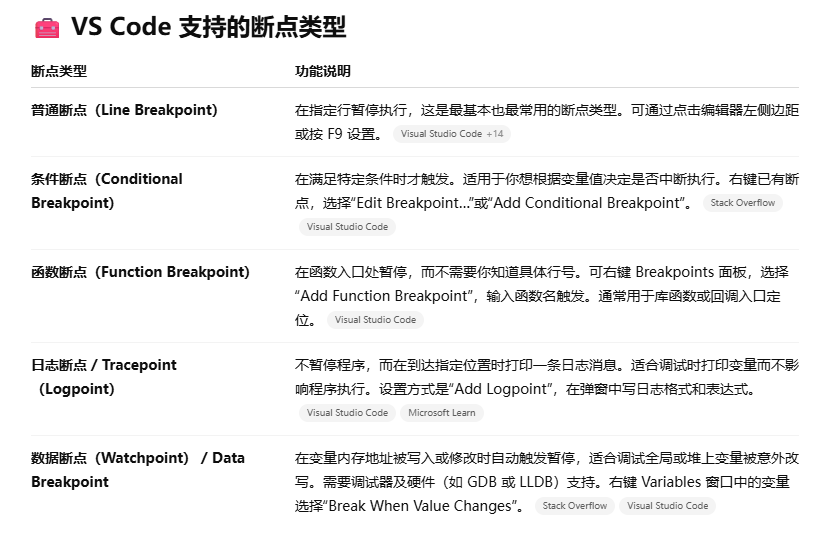 🧰 VS Code 支持的断点类型
断点类型 功能说明
普通断点（Line Breakpoint） 在指定行暂停执行，这是最基本也最常用的断点类型。可通过点击编辑器左侧边距
或按 F9 设置。 Visual Studio Code +14
条件断点（Conditional
Breakpoint）
在满足特定条件时才触发。适用于你想根据变量值决定是否中断执行。右键已有断
点，选择“Edit Breakpoint…”或“Add Conditional Breakpoint”。 Stack Overflow
Visual Studio Code
函数断点（Function Breakpoint） 在函数入口处暂停，而不需要你知道具体行号。可右键 Breakpoints 面板，选择
“Add Function Breakpoint”，输入函数名触发。通常用于库函数或回调入口定
位。 Visual Studio Code
日志断点 / Tracepoint
（Logpoint）
不暂停程序，而在到达指定位置时打印一条日志消息。适合调试时打印变量而不影
响程序执行。设置方式是“Add Logpoint”，在弹窗中写日志格式和表达式。
Visual Studio Code Microsoft Learn
数据断点（Watchpoint） / Data
Breakpoint
在变量内存地址被写入或修改时自动触发暂停，适合调试全局或堆上变量被意外改
写。需要调试器及硬件（如 GDB 或 LLDB）支持。右键 Variables 窗口中的变量
选择“Break When Value Changes”。 Stack Overflow Visual Studio Code